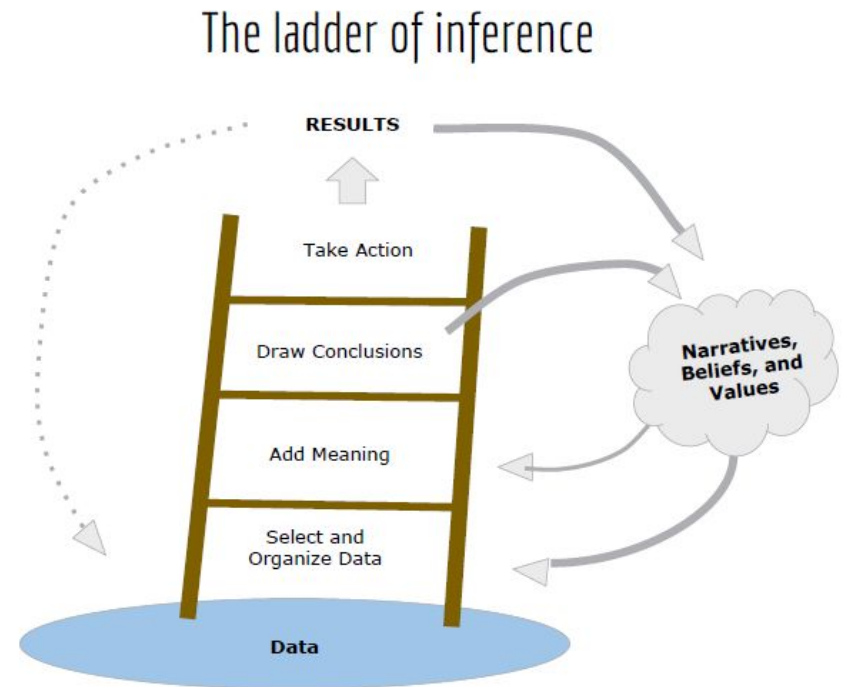 The ladder of inference
RESULTS
Take Action
Draw Conclusions
Narratives,
Beliefs, and
Values
Add Meaning
Select and
Organize Data
Data